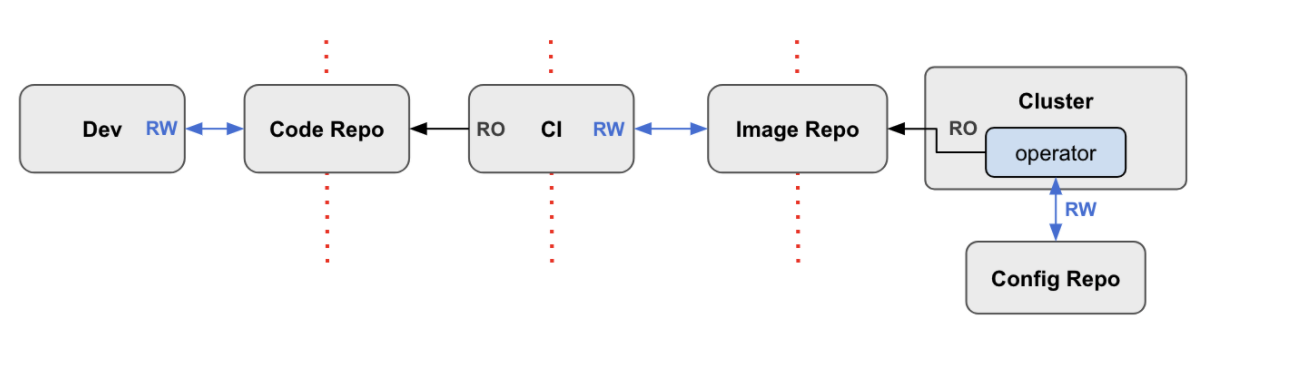 Dev RW
Code Repo
RO CI RW
Image Repo
Cluster
RO
operator
RW
Config Repo